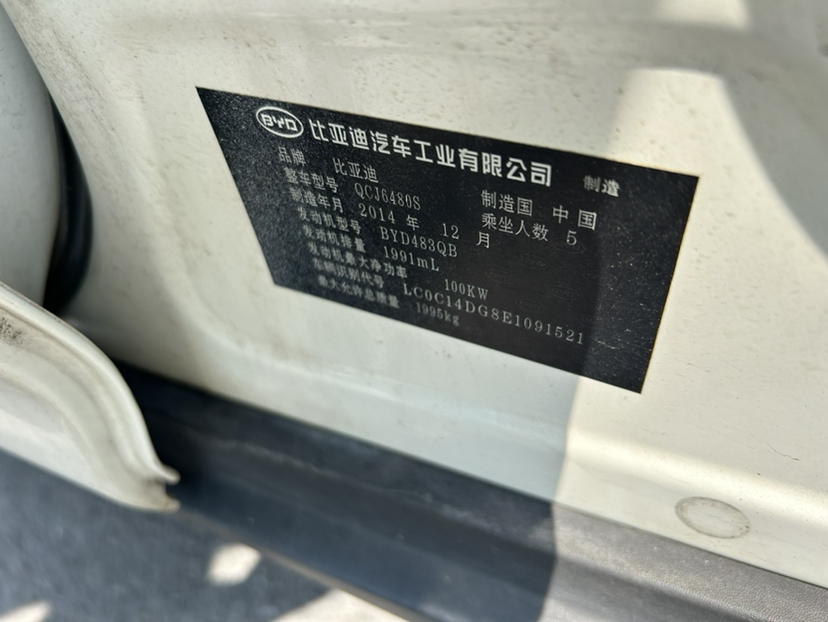 BYD 比亚迪汽车工业有限公司 制造
品牌 比亚迪 制造国 中国
整车型号 QCJ6480S 乘坐人数 5
制造年月 2014 年 12 月
发动机型号 BYD483QB
发动机排量 1991mL
发动机最大净功率 100KW
车辆识别代号 LC0C14DG8E1091521
最大允许总质量 1995kg